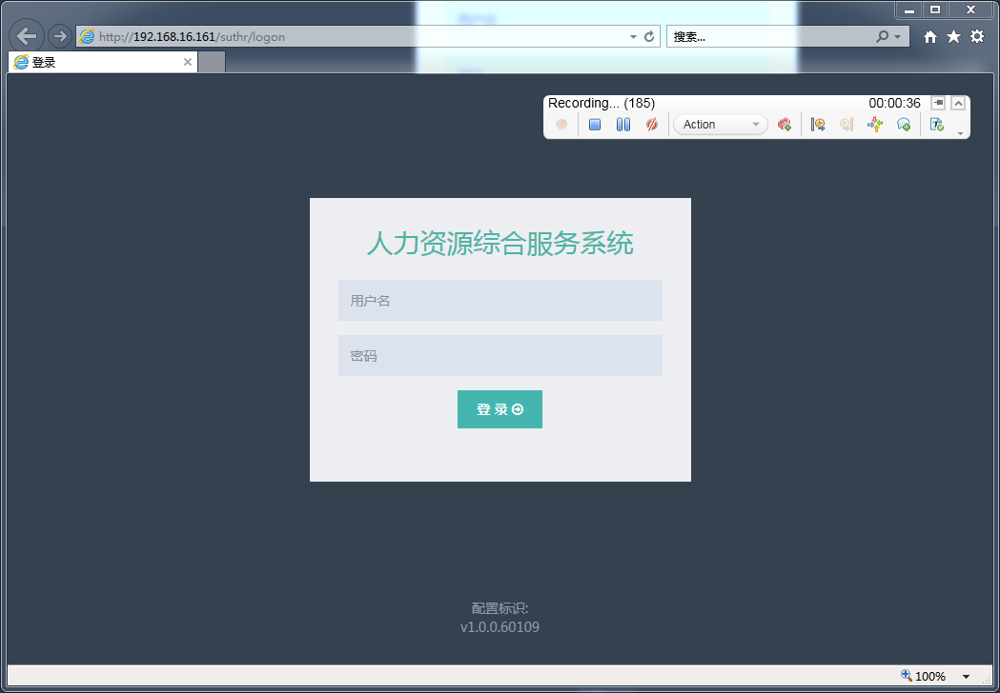 http://192.168.16.161/suthr/logon
搜索...
登录
Recording... (185)
00:00:36
Action
人力资源综合服务系统
用户名
密码
登 录
配置标识:
v1.0.0.60109
100%